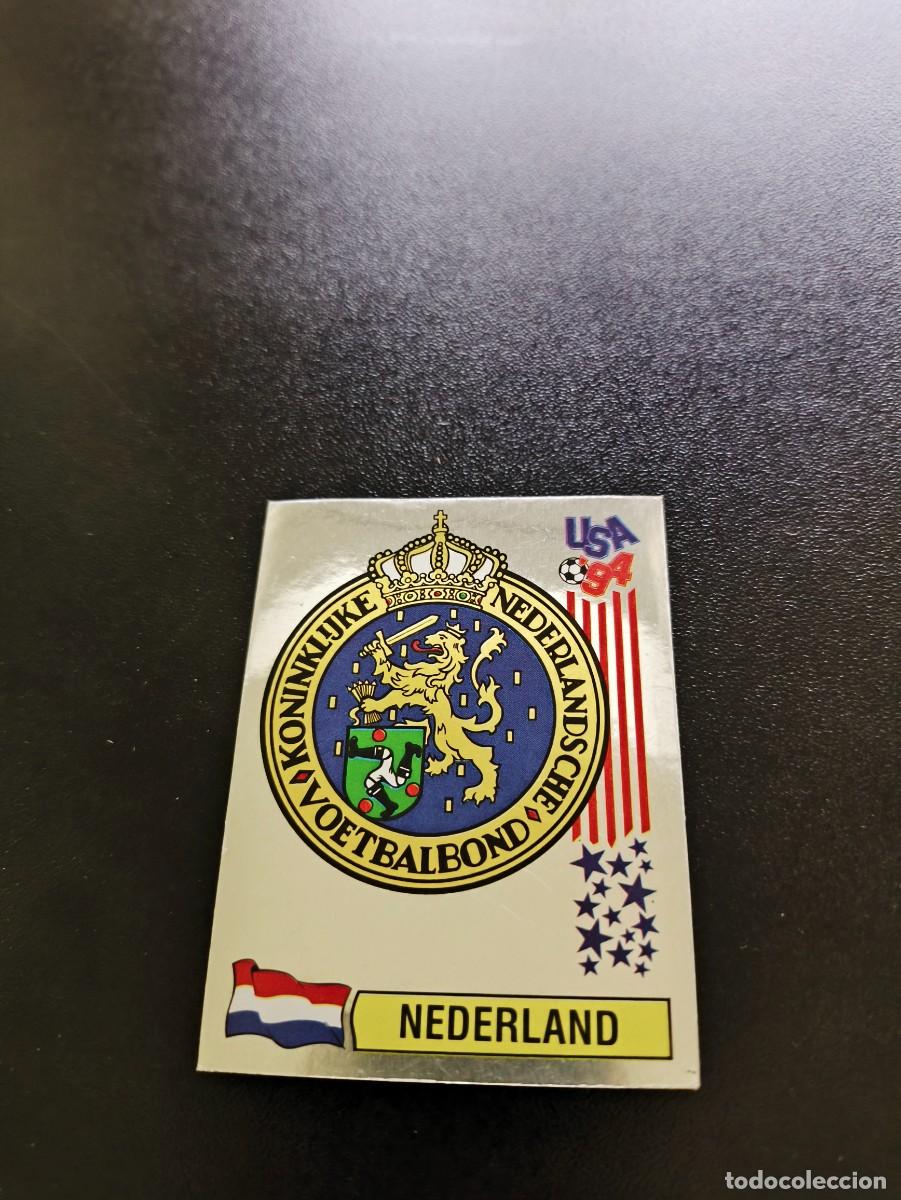 USA
'94
KONINKLIJKE NEDERLANDSCHE
VOETBALBOND
NEDERLAND
todocoleccion